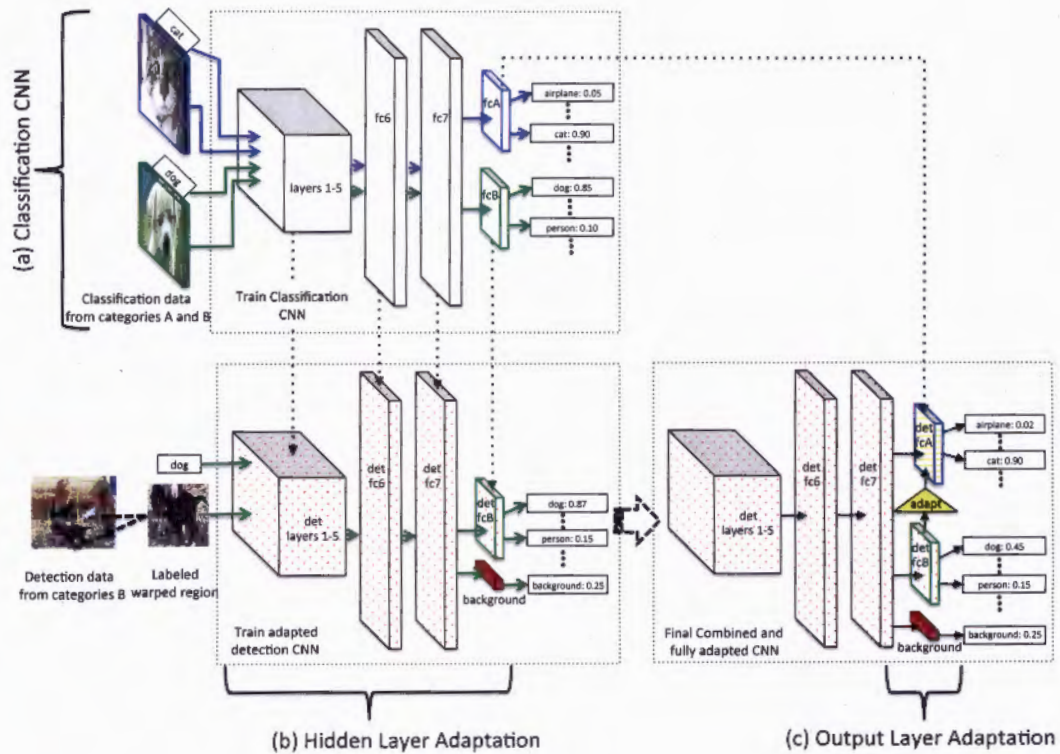 (a) Classification CNN
cat
dog
Classification data
from categories A and B
layers 1-5
Train Classification
CNN
fc6
fc7
fcA
fcB
airplane: 0.05
cat: 0.90
dog: 0.85
person: 0.10
Detection data
from categories B
dog
Labeled
warped region
det
layers 1-5
Train adapted
detection CNN
det
fc6
det
fc7
det
fcB
background
dog: 0.87
person: 0.15
background: 0.25
(b) Hidden Layer Adaptation
det
layers 1-5
Final Combined and
fully adapted CNN
det
fc6
det
fc7
det
fcA
adapt
det
fcB
background
airplane: 0.02
cat: 0.90
dog: 0.45
person: 0.15
background: 0.25
(c) Output Layer Adaptation